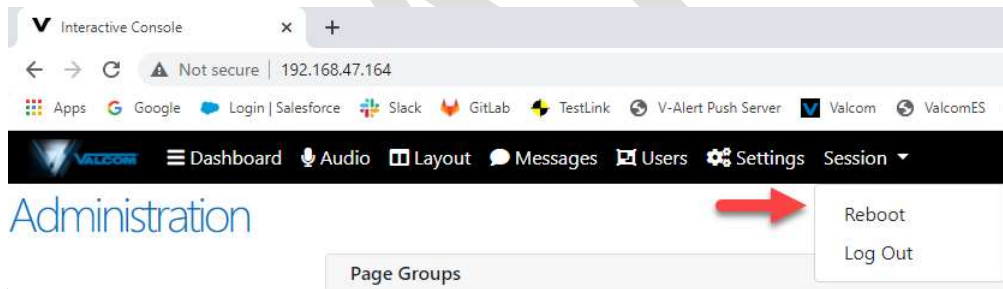 V Interactive Console × +
Not secure | 192.168.47.164
Apps G Google Login | Salesforce Slack GitLab TestLink V-Alert Push Server V Valcom ValcomES
VALCOM Dashboard Audio Layout Messages Users Settings Session
Administration
Reboot
Log Out
Page Groups